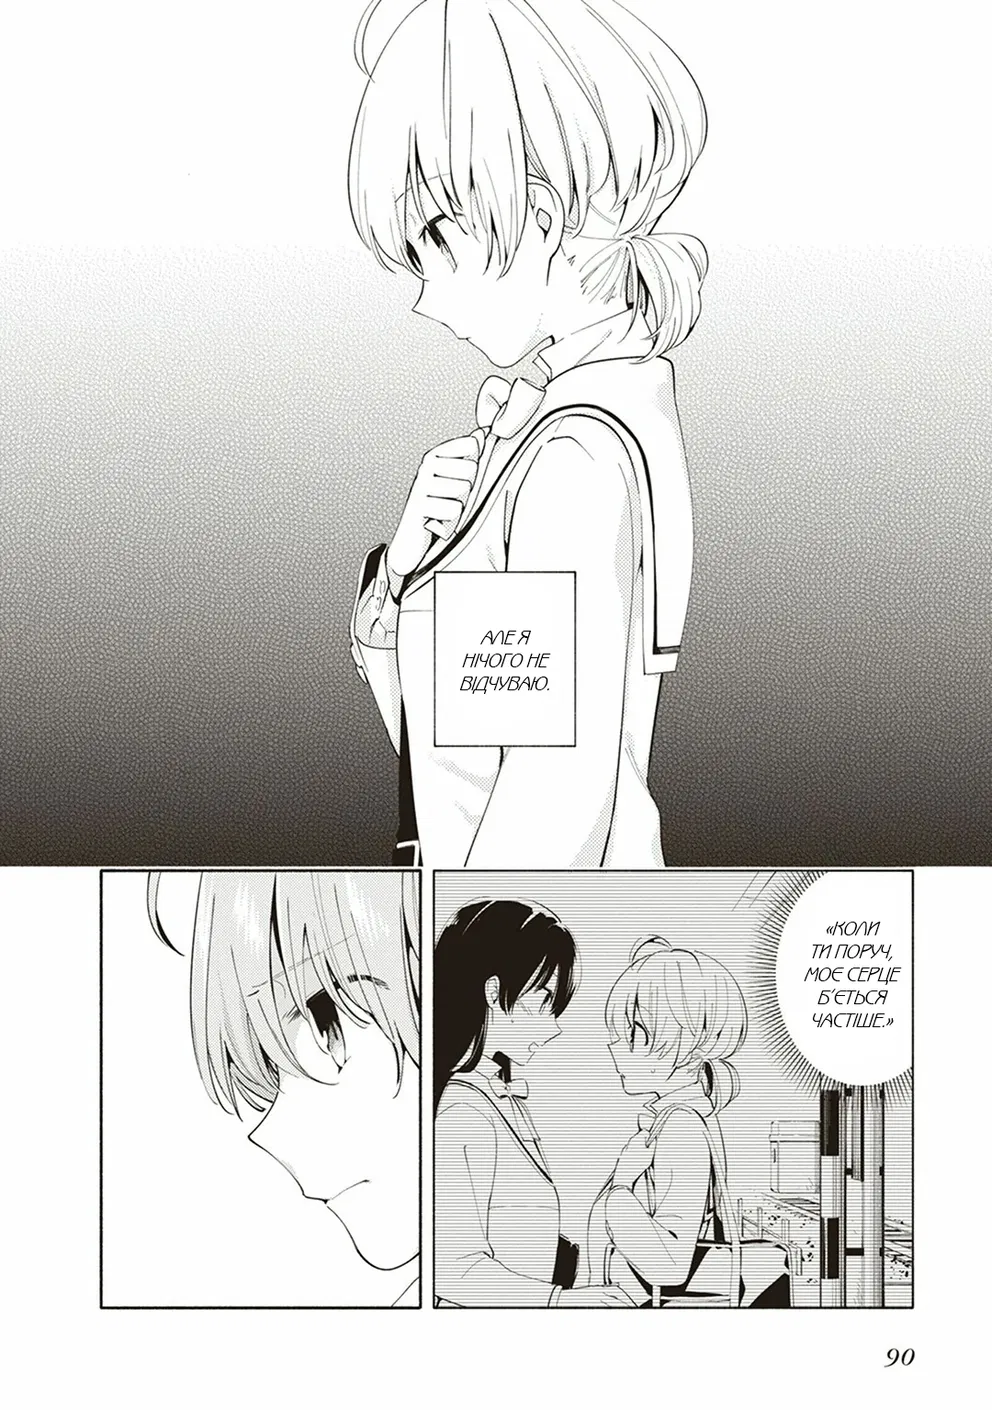 АЛЕ Я
НІЧОГО НЕ
ВІДЧУВАЮ.
«КОЛИ
ТИ ПОРУЧ,
МОЄ СЕРЦЕ
Б'ЄТЬСЯ
ЧАСТІШЕ.»
90